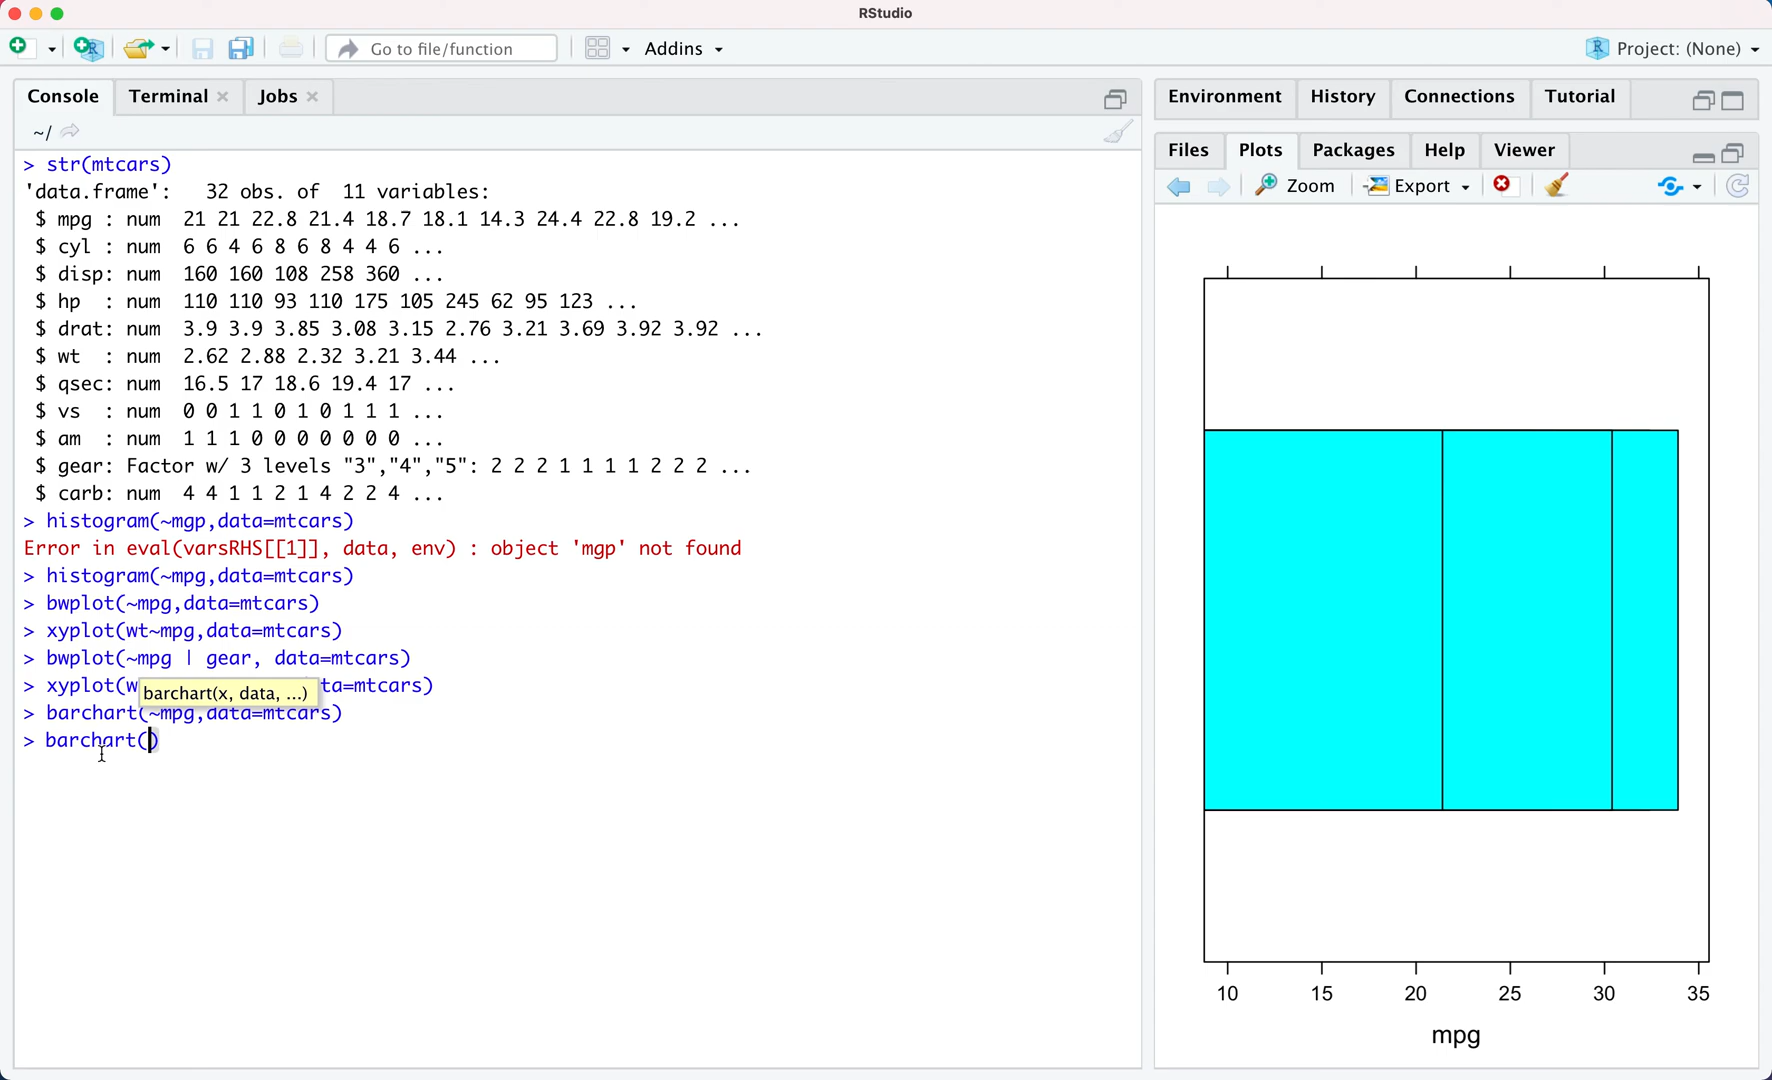 RStudio
Go to file/function
Addins
Project: (None)
Console
Terminal
Jobs
~/
> str(mtcars)
'data.frame':   32 obs. of  11 variables:
 $ mpg : num  21 21 22.8 21.4 18.7 18.1 14.3 24.4 22.8 19.2 ...
 $ cyl : num  6 6 4 6 8 6 8 4 4 6 ...
 $ disp: num  160 160 108 258 360 ...
 $ hp  : num  110 110 93 110 175 105 245 62 95 123 ...
 $ drat: num  3.9 3.9 3.85 3.08 3.15 2.76 3.21 3.69 3.92 3.92 ...
 $ wt  : num  2.62 2.88 2.32 3.21 3.44 ...
 $ qsec: num  16.5 17 18.6 19.4 17 ...
 $ vs  : num  0 0 1 1 0 1 0 1 1 1 ...
 $ am  : num  1 1 1 0 0 0 0 0 0 0 ...
 $ gear: Factor w/ 3 levels "3","4","5": 2 2 2 1 1 1 1 2 2 2 ...
 $ carb: num  4 4 1 1 2 1 4 2 2 4 ...
> histogram(~mgp,data=mtcars)
Error in eval(varsRHS[[1]], data, env) : object 'mgp' not found
> histogram(~mpg,data=mtcars)
> bwplot(~mpg,data=mtcars)
> xyplot(wt~mpg,data=mtcars)
> bwplot(~mpg | gear, data=mtcars)
> xyplot(w
barchart(x, data, ...)
ta=mtcars)
> barchart(~mpg,data=mtcars)
> barchart()
Environment
History
Connections
Tutorial
Files
Plots
Packages
Help
Viewer
Zoom
Export
10 15 20 25 30 35
mpg